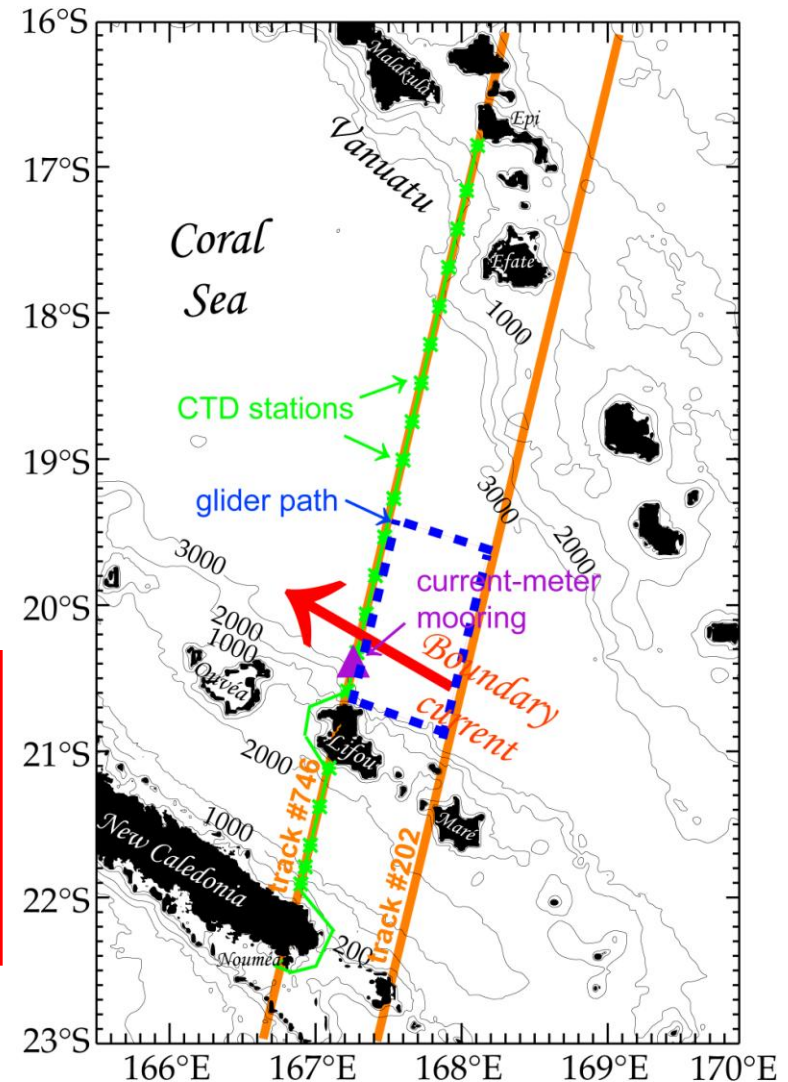 16°S
17°S
18°S
19°S
20°S
21°S
22°S
23°S
166°E
167°E
168°E
169°E
170°E
Malakula
Epi
Vanuatu
Efate
Coral
Sea
1000
CTD stations
glider path
3000
2000
3000
current-meter
mooring
2000
1000
Boundary
current
Ouvéa
Lifou
2000
Maré
1000
New Caledonia
track #746
track #202
200
Nouméa